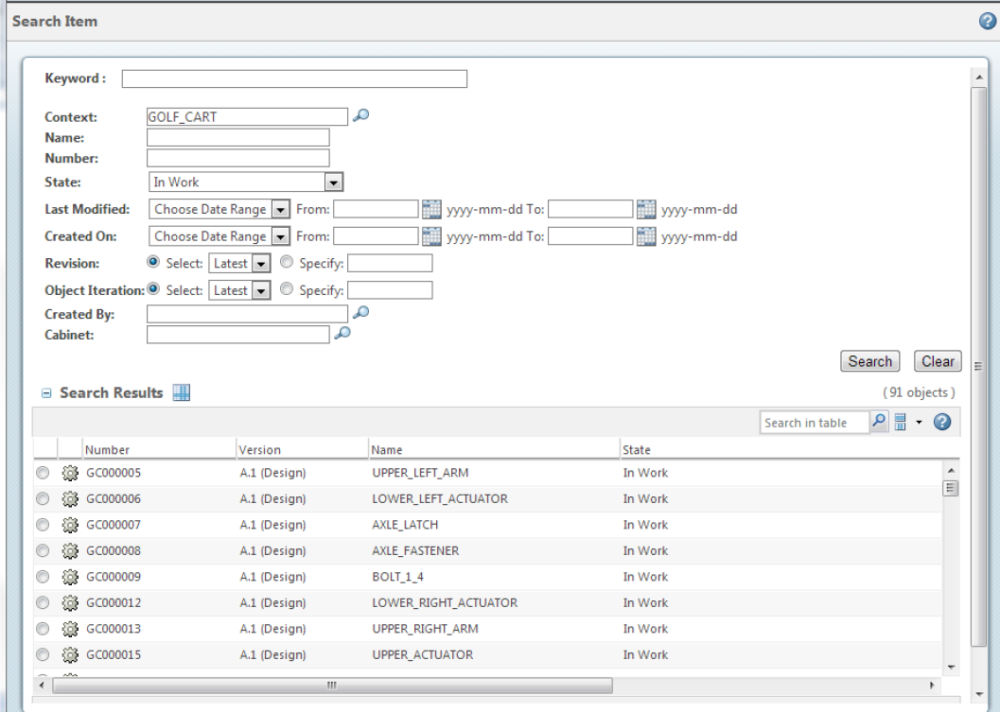 Search Item
Keyword :
Context: GOLF_CART
Name:
Number:
State: In Work
Last Modified: Choose Date Range From: yyyy-mm-dd To: yyyy-mm-dd
Created On: Choose Date Range From: yyyy-mm-dd To: yyyy-mm-dd
Revision: Select: Latest Specify:
Object Iteration: Select: Latest Specify:
Created By:
Cabinet:
Search Clear
Search Results ( 91 objects )
Search in table
Number Version Name State
GC000005 A.1 (Design) UPPER_LEFT_ARM In Work
GC000006 A.1 (Design) LOWER_LEFT_ACTUATOR In Work
GC000007 A.1 (Design) AXLE_LATCH In Work
GC000008 A.1 (Design) AXLE_FASTENER In Work
GC000009 A.1 (Design) BOLT_1_4 In Work
GC000012 A.1 (Design) LOWER_RIGHT_ACTUATOR In Work
GC000013 A.1 (Design) UPPER_RIGHT_ARM In Work
GC000015 A.1 (Design) UPPER_ACTUATOR In Work